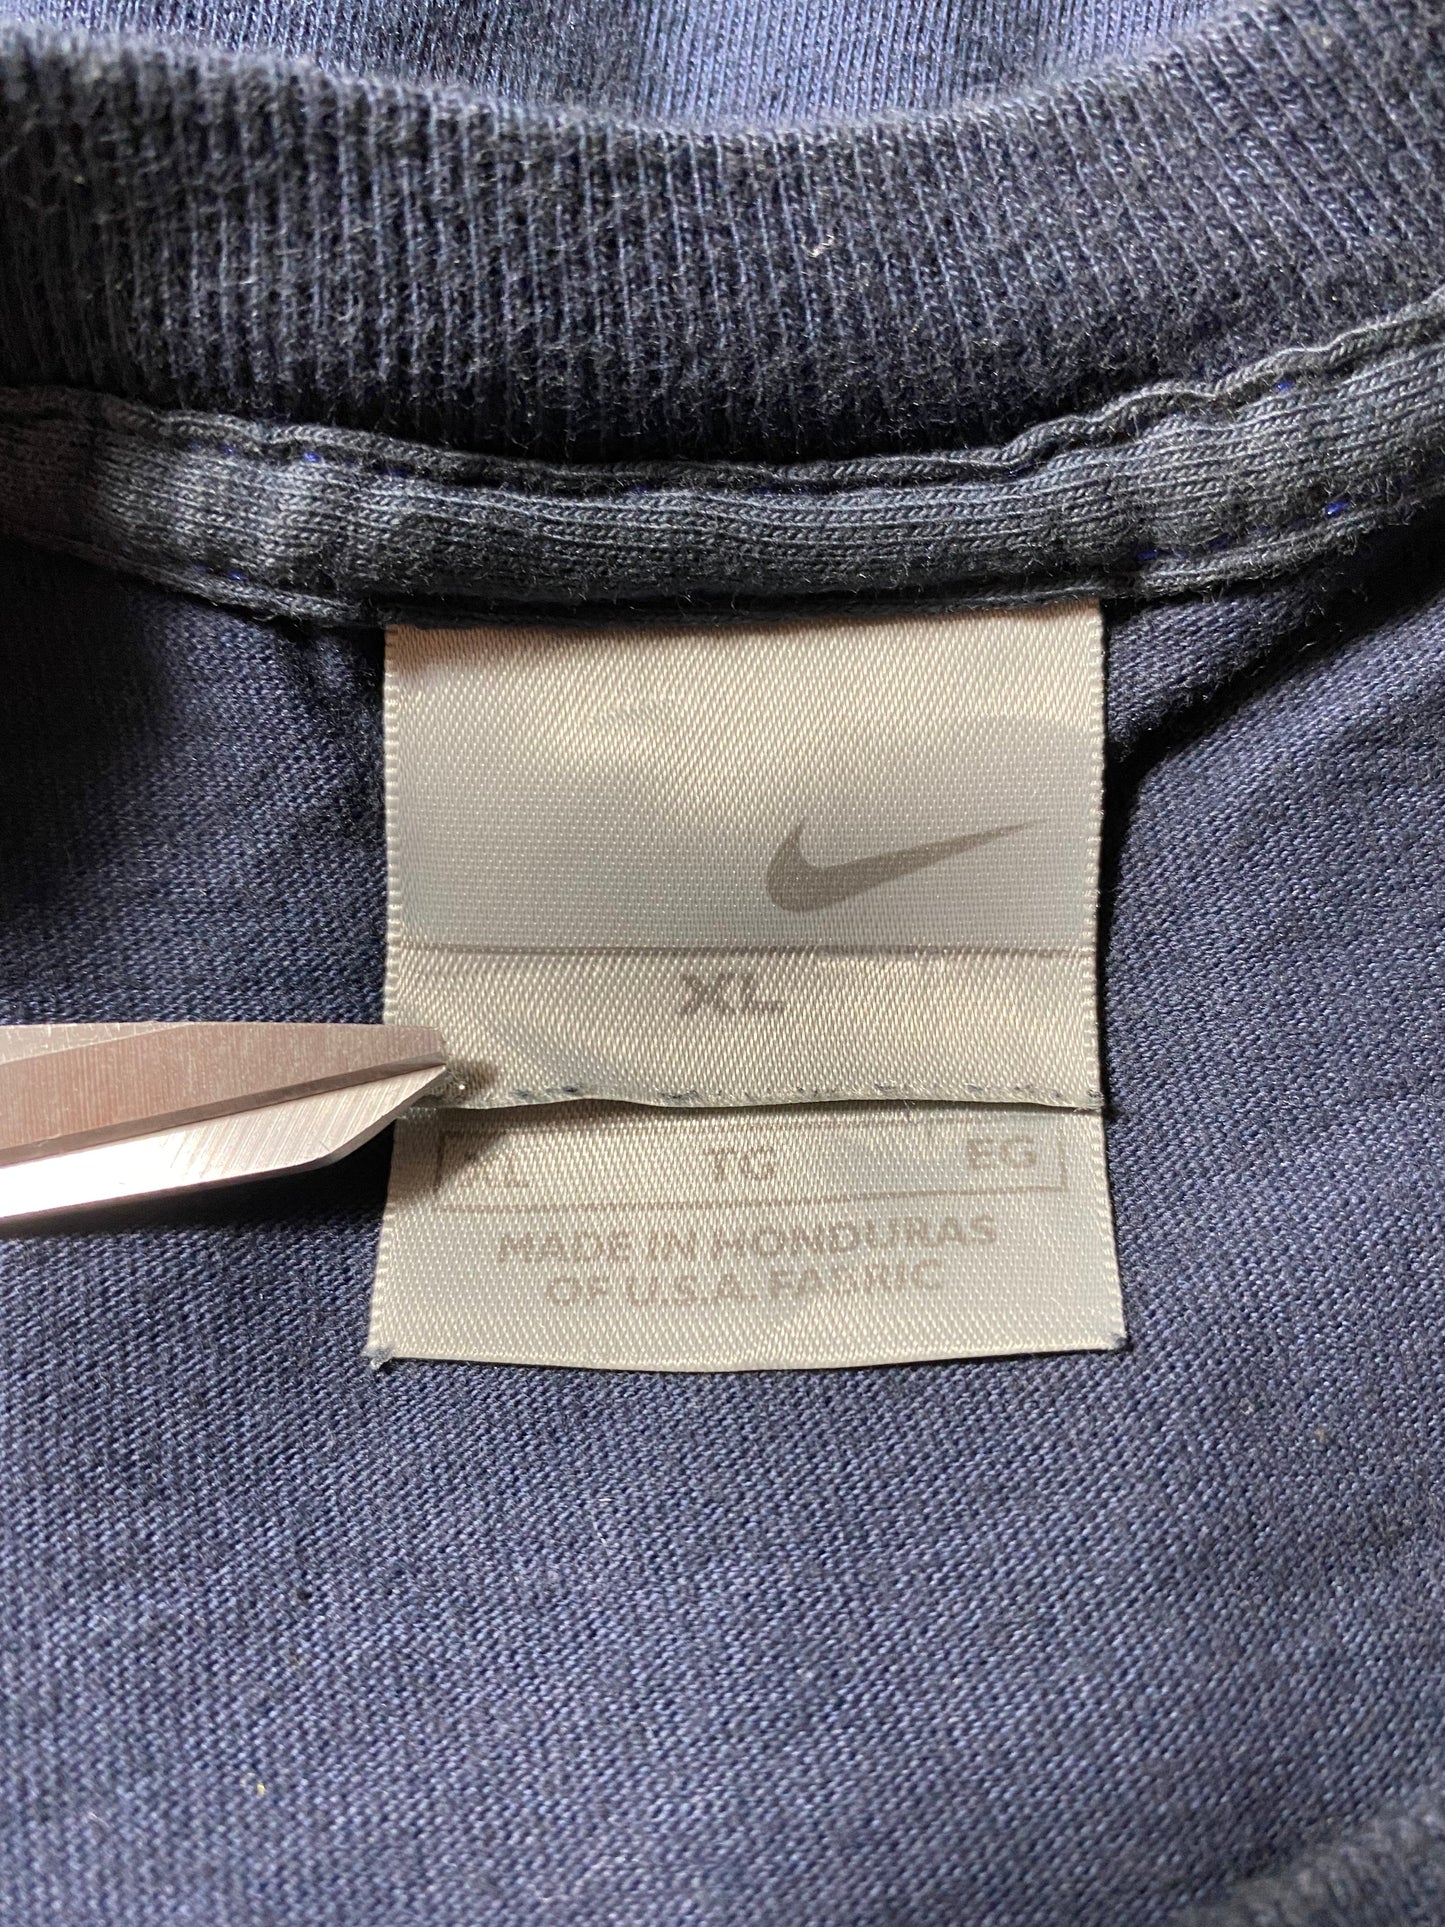 XL
XL TG EG
MADE IN HONDURAS
OF U.S.A. FABRIC